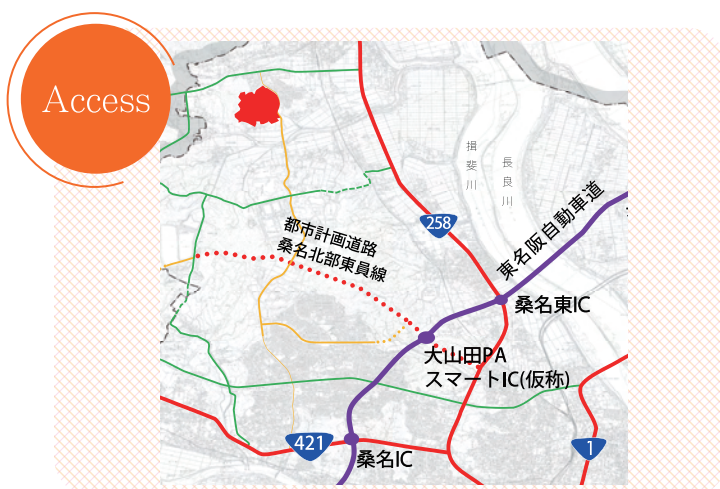 Access
揖斐川
長良川
258
東名阪自動車道
都市計画道路
桑名北部東員線
桑名東IC
大山田PA
スマートIC(仮称)
421
桑名IC
1